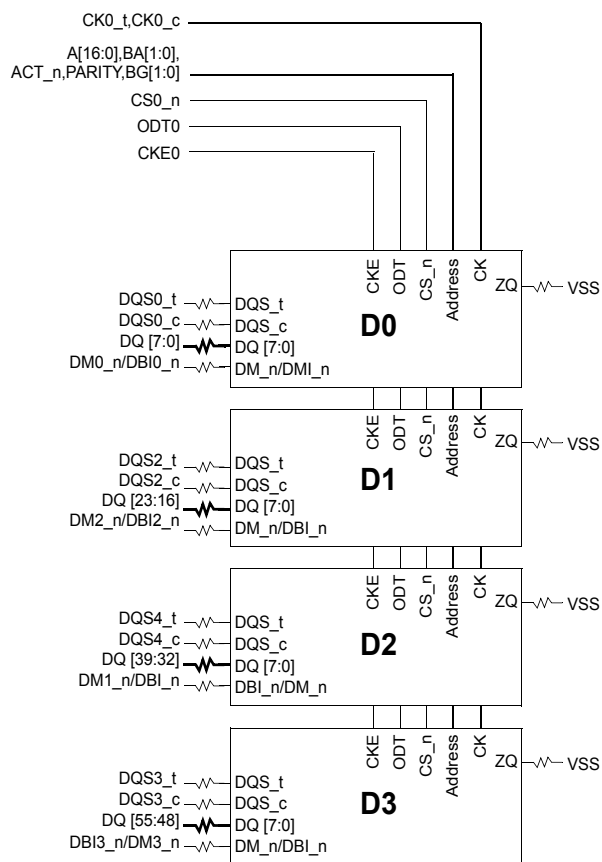 CK0_t,CK0_c
A[16:0],BA[1:0],
ACT_n,PARITY,BG[1:0]
CS0_n
ODT0
CKE0
CKE
ODT
CS_n
Address
CK
ZQ
VSS
D0
DQS0_t
DQS_t
DQS0_c
DQS_c
DQ [7:0]
DQ [7:0]
DM0_n/DBI0_n
DM_n/DMI_n
CKE
ODT
CS_n
Address
CK
ZQ
VSS
D1
DQS2_t
DQS_t
DQS2_c
DQS_c
DQ [23:16]
DQ [7:0]
DM2_n/DBI2_n
DM_n/DBI_n
CKE
ODT
CS_n
Address
CK
ZQ
VSS
D2
DQS4_t
DQS_t
DQS4_c
DQS_c
DQ [39:32]
DQ [7:0]
DM1_n/DBI_n
DBI_n/DM_n
CKE
ODT
CS_n
Address
CK
ZQ
VSS
D3
DQS3_t
DQS_t
DQS3_c
DQS_c
DQ [55:48]
DQ [7:0]
DBI3_n/DM3_n
DM_n/DBI_n